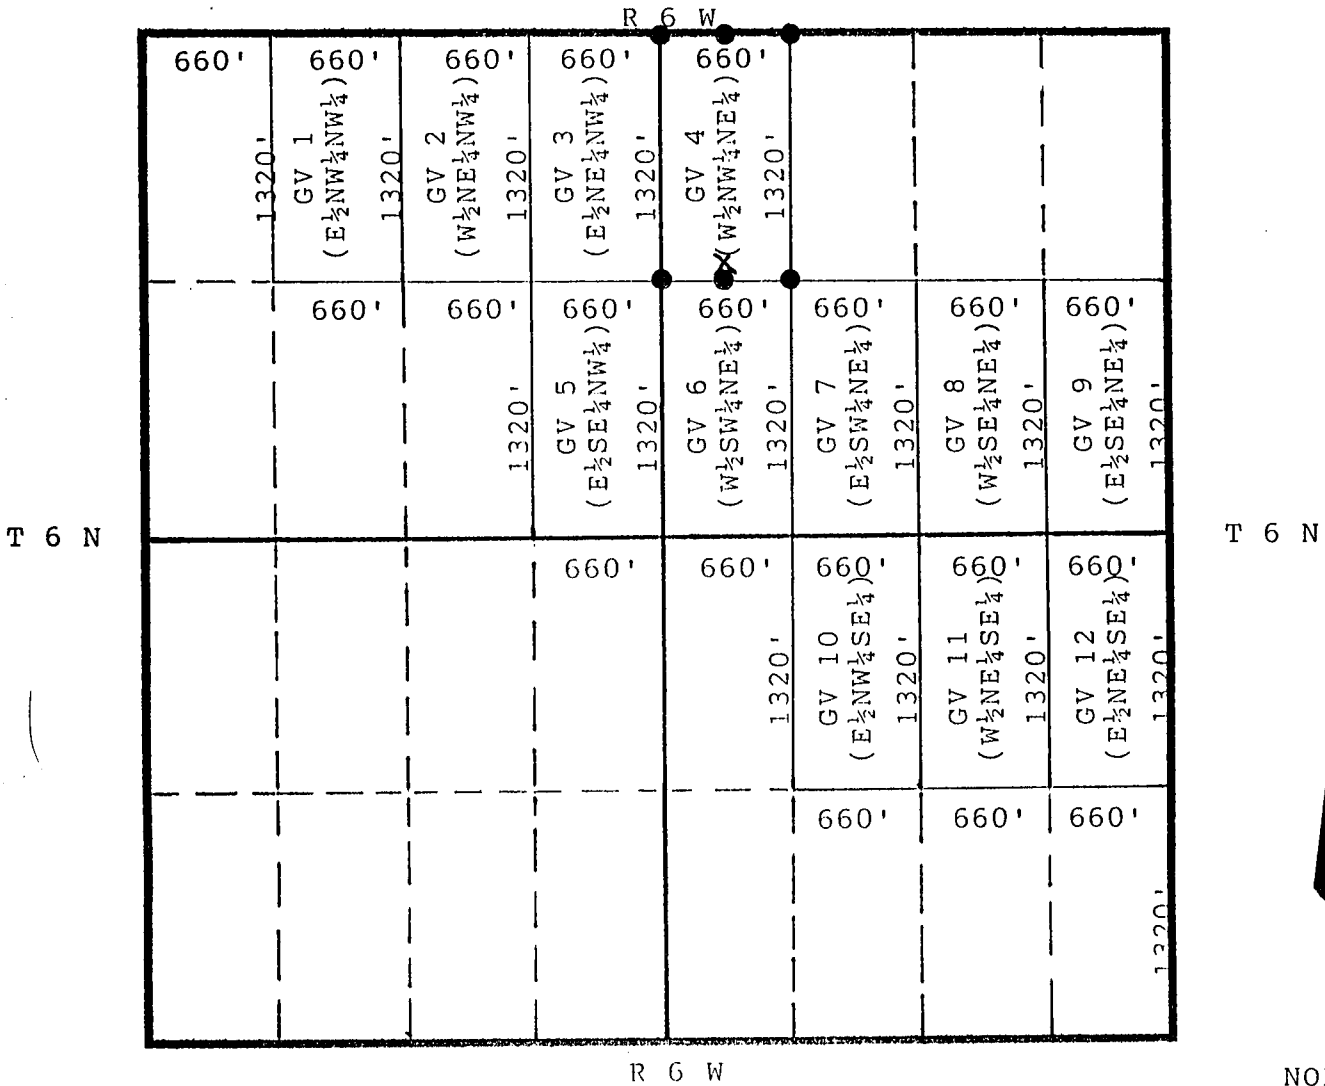 R 6 W
660' 660' 660' 660' 660'
1320'
GV 1
(E½NW¼NW¼)
1320'
GV 2
(W½NE¼NW¼)
1320'
GV 3
(E½NE¼NW¼)
1320'
GV 4
(W½NW¼NE¼)
1320'
X
660' 660' 660' 660' 660' 660' 660'
1320'
GV 5
(E½SE¼NW¼)
1320'
GV 6
(W½SW¼NE¼)
1320'
GV 7
(E½SW¼NE¼)
1320'
GV 8
(W½SE¼NE¼)
1320'
GV 9
(E½SE¼NE¼)
1320'
T 6 N
T 6 N
660' 660' 660' 660' 660'
1320'
GV 10
(E½NW¼SE¼)
1320'
GV 11
(W½NE¼SE¼)
1320'
GV 12
(E½NE¼SE¼)
1320'
660' 660' 660'
1320'
R 6 W